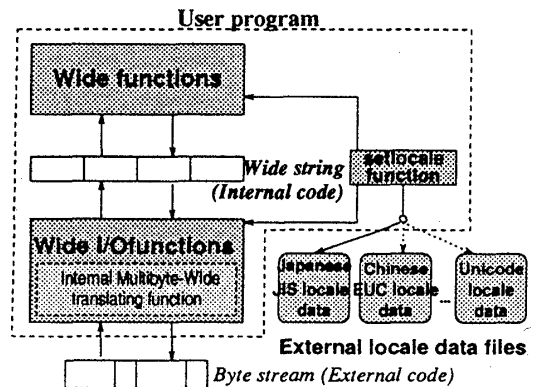 User program
Wide functions
Wide string
(Internal code)
setlocale
function
Wide I/Ofunctions
Internal Multibyte-Wide
translating function
Japanese
JIS locale
data
Chinese
EUC locale
data
...
Unicode
locale
data
External locale data files
Byte stream (External code)